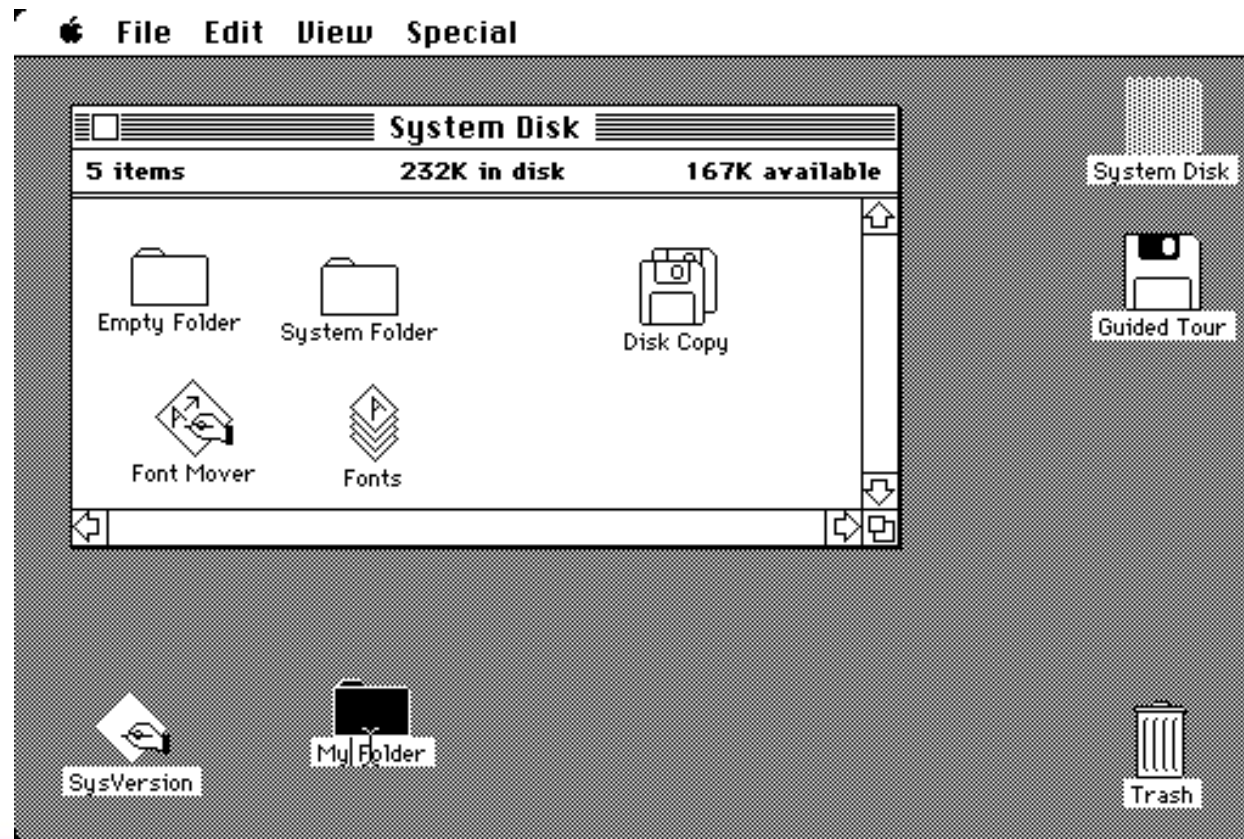 File Edit View Special
System Disk
5 items 232K in disk 167K available
System Disk
Empty Folder
System Folder
Disk Copy
Guided Tour
Font Mover
Fonts
SysVersion
My Folder
Trash